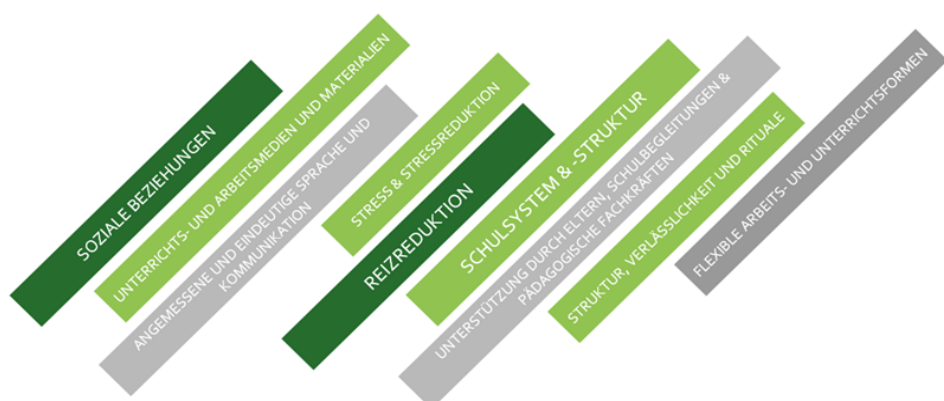 SOZIALE BEZIEHUNGEN
UNTERRICHTS- UND ARBEITSMEDIEN UND MATERIALIEN
ANGEMESSENE UND EINDEUTIGE SPRACHE UND
KOMMUNIKATION
STRESS & STRESSREDUKTION
REIZREDUKTION
SCHULSYSTEM & -STRUKTUR
UNTERSTÜTZUNG DURCH ELTERN, SCHULBEGLEITUNGEN &
PÄDAGOGISCHE FACHKRÄFTEN
STRUKTUR, VERLÄSSLICHKEIT UND RITUALE
FLEXIBLE ARBEITS- UND UNTERRICHTSFORMEN